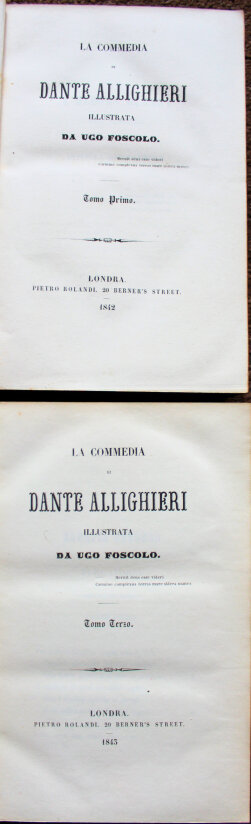 LA COMMEDIA
DI
DANTE ALLIGHIERI
ILLUSTRATA
DA UGO FOSCOLO.
Tomo Primo.
LONDRA.
PIETRO ROLANDI, 20 BERNER'S STREET.
1842
LA COMMEDIA
DI
DANTE ALLIGHIERI
ILLUSTRATA
DA UGO FOSCOLO.
Tomo Terzo.
LONDRA.
PIETRO ROLANDI, 20 BERNER'S STREET.
1843